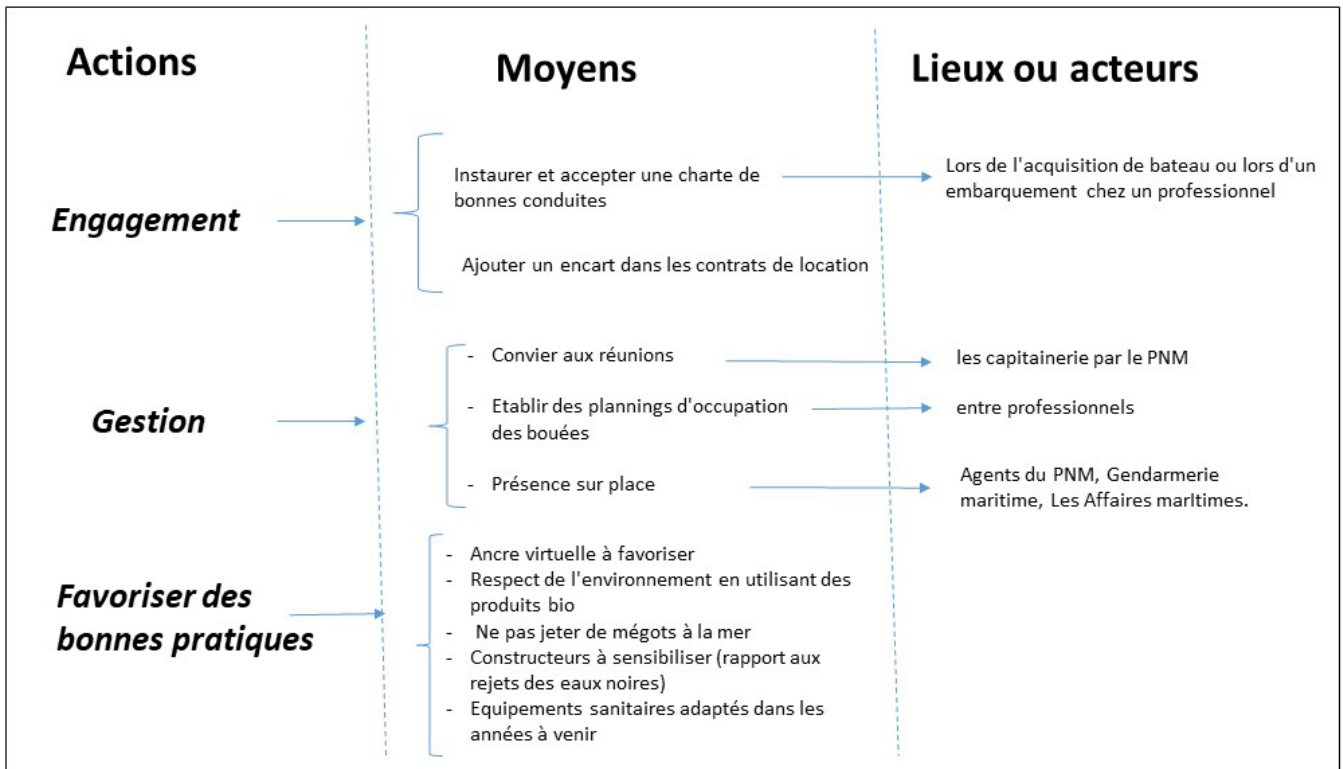 Actions
Moyens
Lieux ou acteurs
Engagement
Instaurer et accepter une charte de
bonnes conduites
Lors de l'acquisition de bateau ou lors d'un
embarquement chez un professionnel
Ajouter un encart dans les contrats de location
Gestion
- Convier aux réunions
les capitainerie par le PNM
- Etablir des plannings d'occupation
des bouées
entre professionnels
- Présence sur place
Agents du PNM, Gendarmerie
maritime, Les Affaires marItimes.
Favoriser des
bonnes pratiques
- Ancre virtuelle à favoriser
- Respect de l'environnement en utilisant des
produits bio
- Ne pas jeter de mégots à la mer
- Constructeurs à sensibiliser (rapport aux
rejets des eaux noires)
- Equipements sanitaires adaptés dans les
années à venir